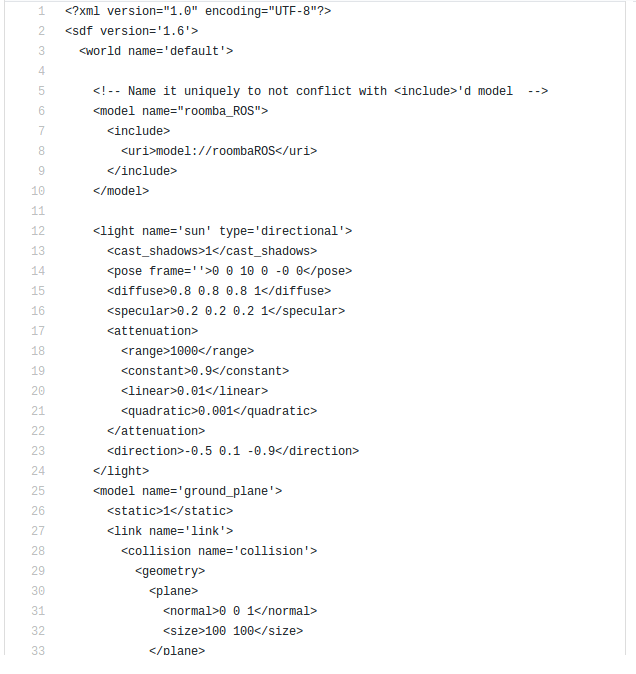 1 <?xml version="1.0" encoding="UTF-8"?>
2 <sdf version='1.6'>
3 <world name='default'>
4
5 <!-- Name it uniquely to not conflict with <include>'d model  -->
6 <model name="roomba_ROS">
7 <include>
8 <uri>model://roombaROS</uri>
9 </include>
10 </model>
11
12 <light name='sun' type='directional'>
13 <cast_shadows>1</cast_shadows>
14 <pose frame=''>0 0 10 0 -0 0</pose>
15 <diffuse>0.8 0.8 0.8 1</diffuse>
16 <specular>0.2 0.2 0.2 1</specular>
17 <attenuation>
18 <range>1000</range>
19 <constant>0.9</constant>
20 <linear>0.01</linear>
21 <quadratic>0.001</quadratic>
22 </attenuation>
23 <direction>-0.5 0.1 -0.9</direction>
24 </light>
25 <model name='ground_plane'>
26 <static>1</static>
27 <link name='link'>
28 <collision name='collision'>
29 <geometry>
30 <plane>
31 <normal>0 0 1</normal>
32 <size>100 100</size>
33 </plane>